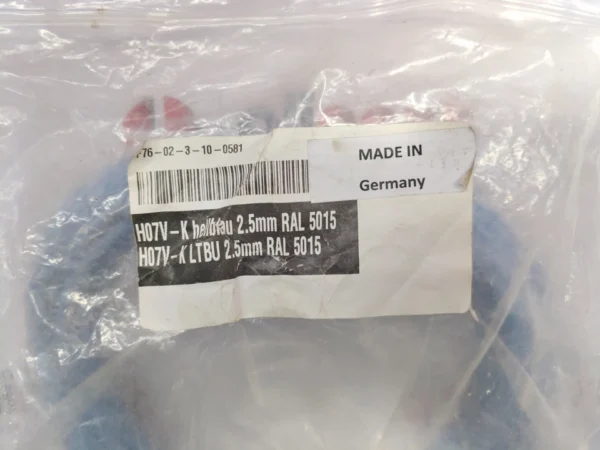 76-02-3-10-0581
MADE IN
Germany
H07V-K hellblau 2.5mm RAL 5015
H07V-K LTBU 2.5mm RAL 5015